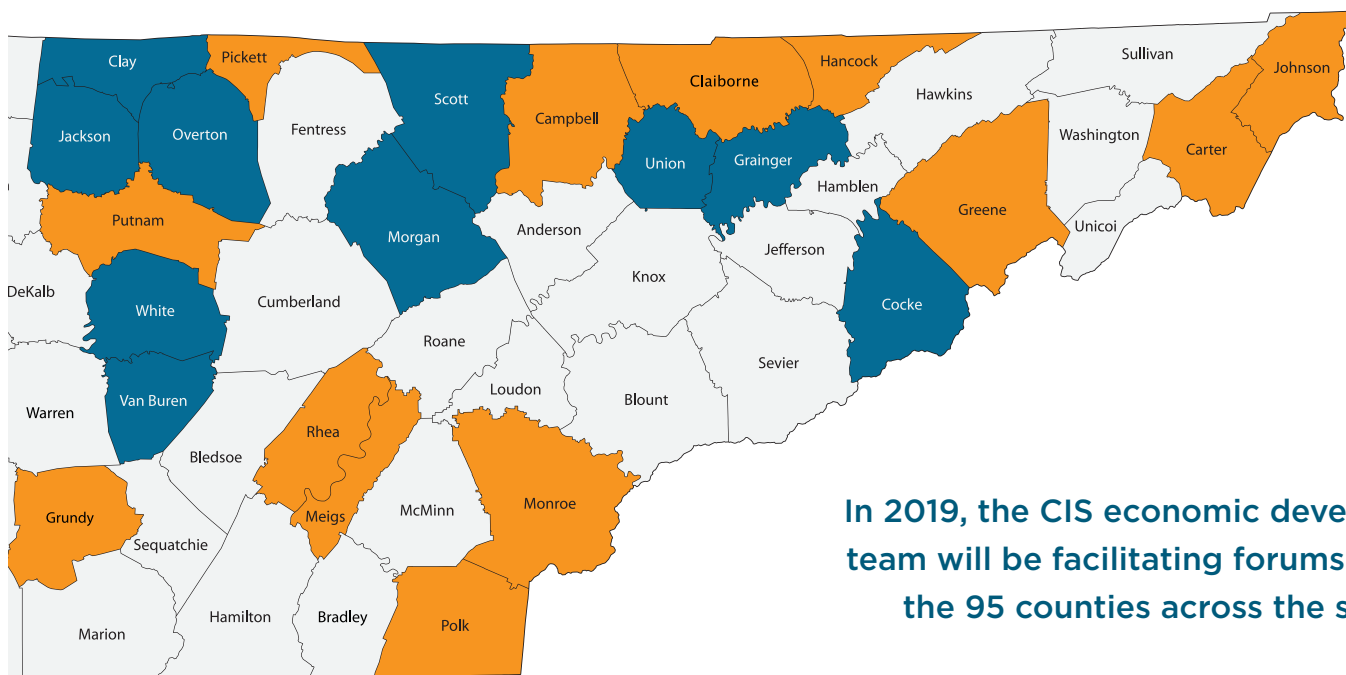 Clay
Pickett
Scott
Campbell
Claiborne
Hancock
Hawkins
Sullivan
Johnson
Jackson
Overton
Fentress
Union
Grainger
Hamblen
Washington
Carter
Putnam
Morgan
Anderson
Jefferson
Greene
Unicoi
DeKalb
White
Cumberland
Knox
Cocke
Roane
Sevier
Warren
Van Buren
Loudon
Blount
Bledsoe
Rhea
Grundy
Sequatchie
Meigs
McMinn
Monroe
Marion
Hamilton
Bradley
Polk
In 2019, the CIS economic deve
team will be facilitating forums
the 95 counties across the s